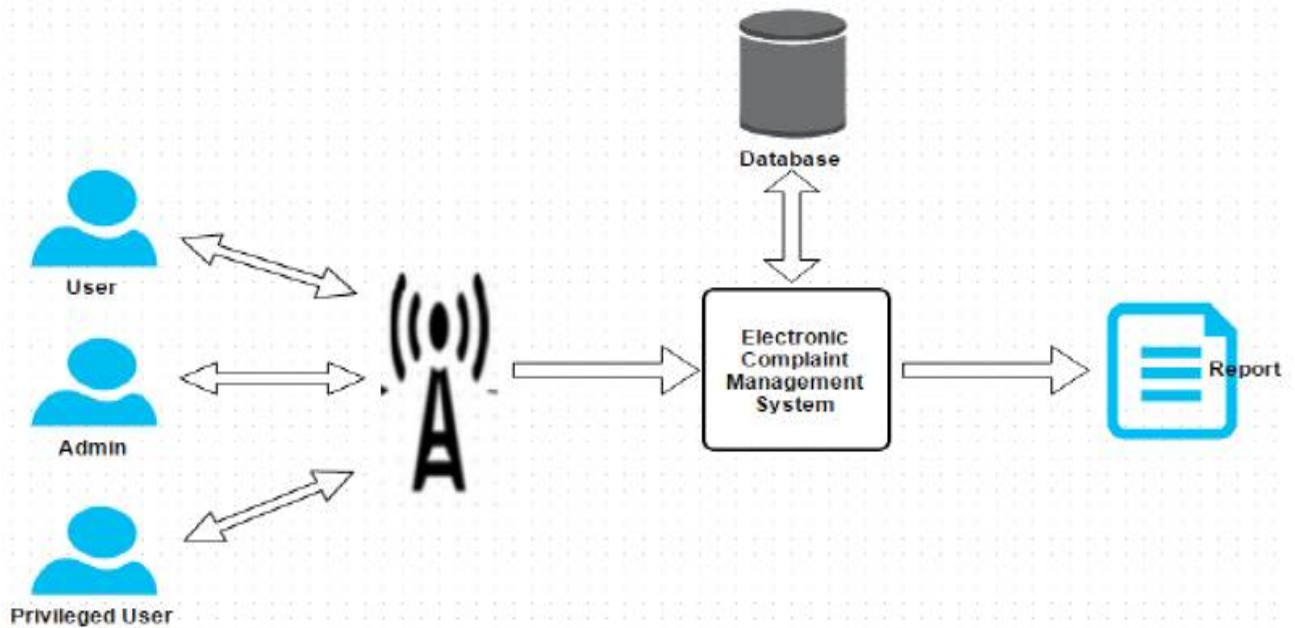 Database
User
Electronic
Complaint
Management
System
Report
Admin
Privileged User